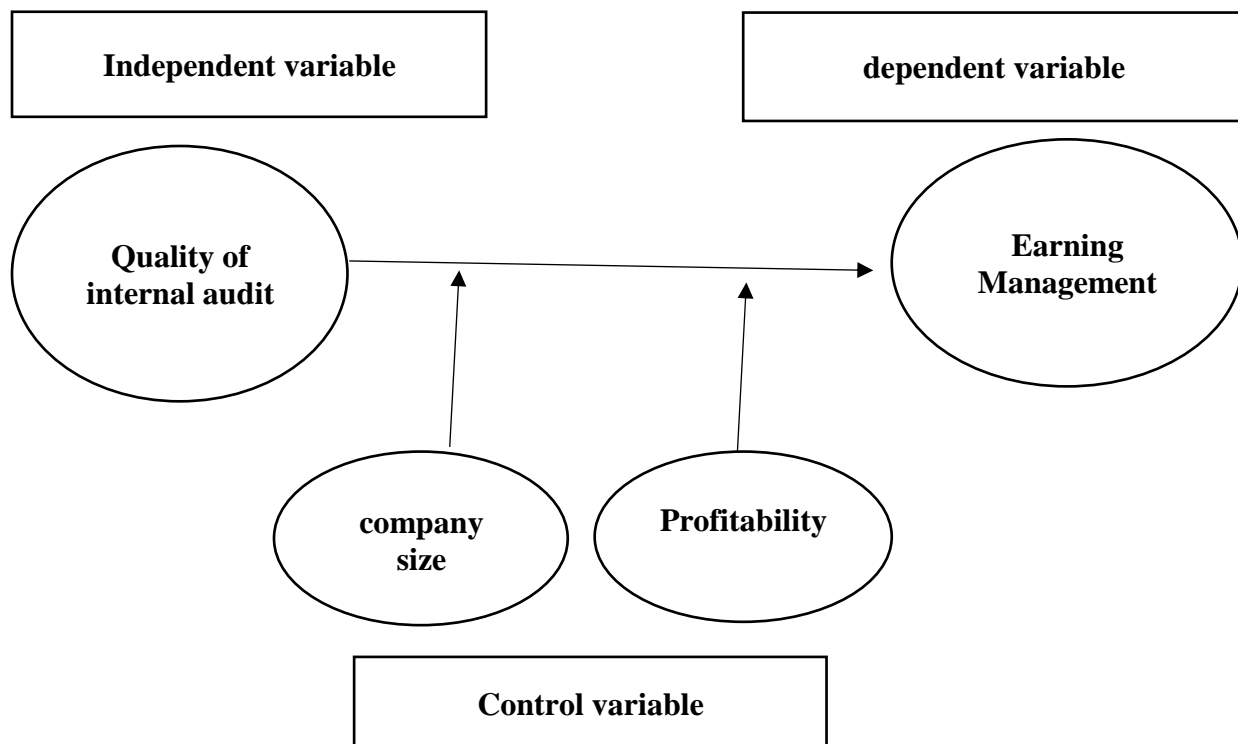 Independent variable
dependent variable
Quality of
internal audit
Earning
Management
company
size
Profitability
Control variable